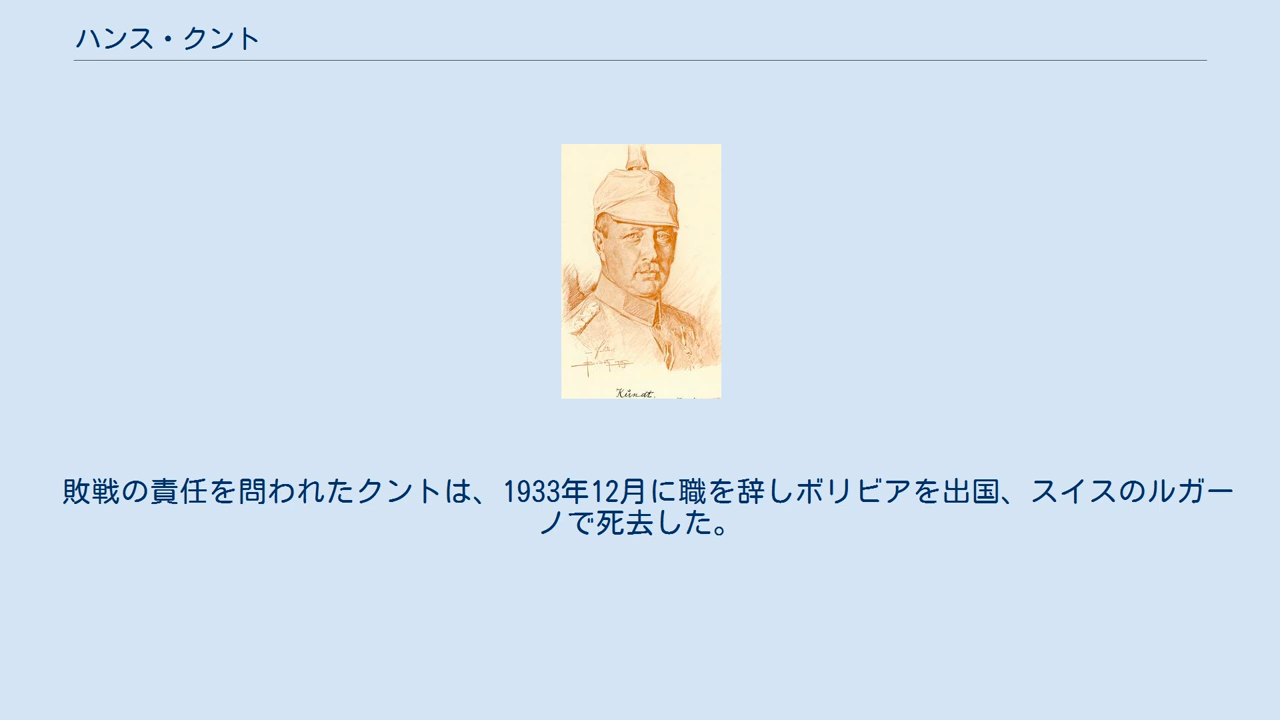 ハンス・クント
Kündt.
敗戦の責任を問われたクントは、1933年12月に職を辞しボリビアを出国、スイスのルガー
ノで死去した。